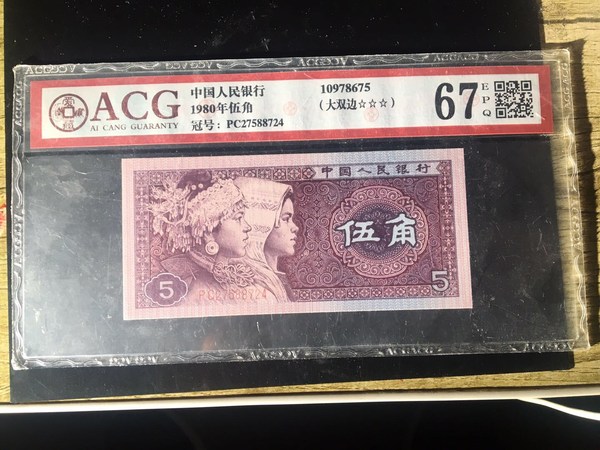 ACG
AI CANG GUARANTY
中国人民银行
1980年伍角
冠号: PC27588724
10978675
(大双边☆☆☆)
67
EPQ
中国人民银行
伍角
5
PC27588724
5